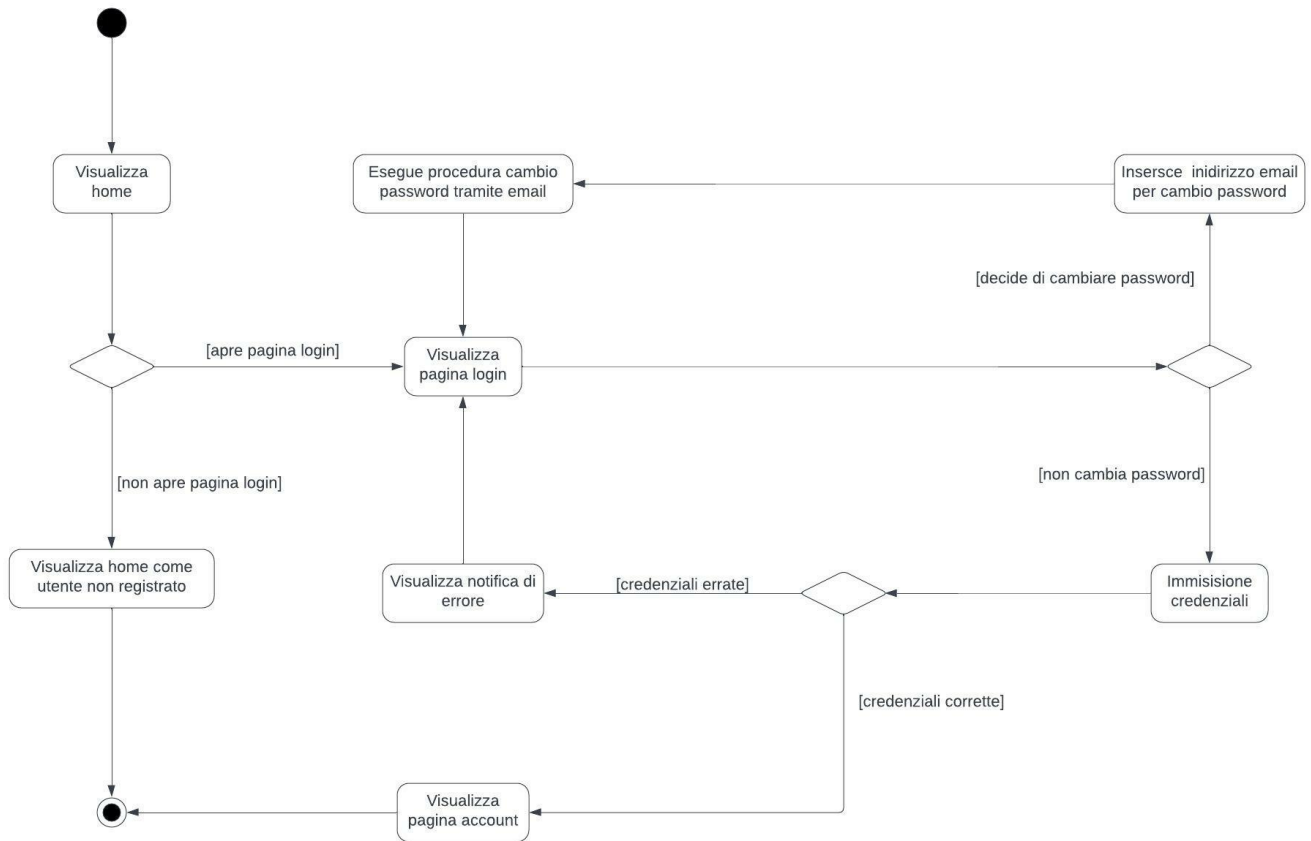 Visualizza
home
Esegue procedura cambio
password tramite email
Insersce  inidirizzo email
per cambio password
[decide di cambiare password]
[apre pagina login]
Visualizza
pagina login
[non apre pagina login]
[non cambia password]
Visualizza home come
utente non registrato
Visualizza notifica di
errore
[credenziali errate]
Immisisione
credenziali
[credenziali corrette]
Visualizza
pagina account